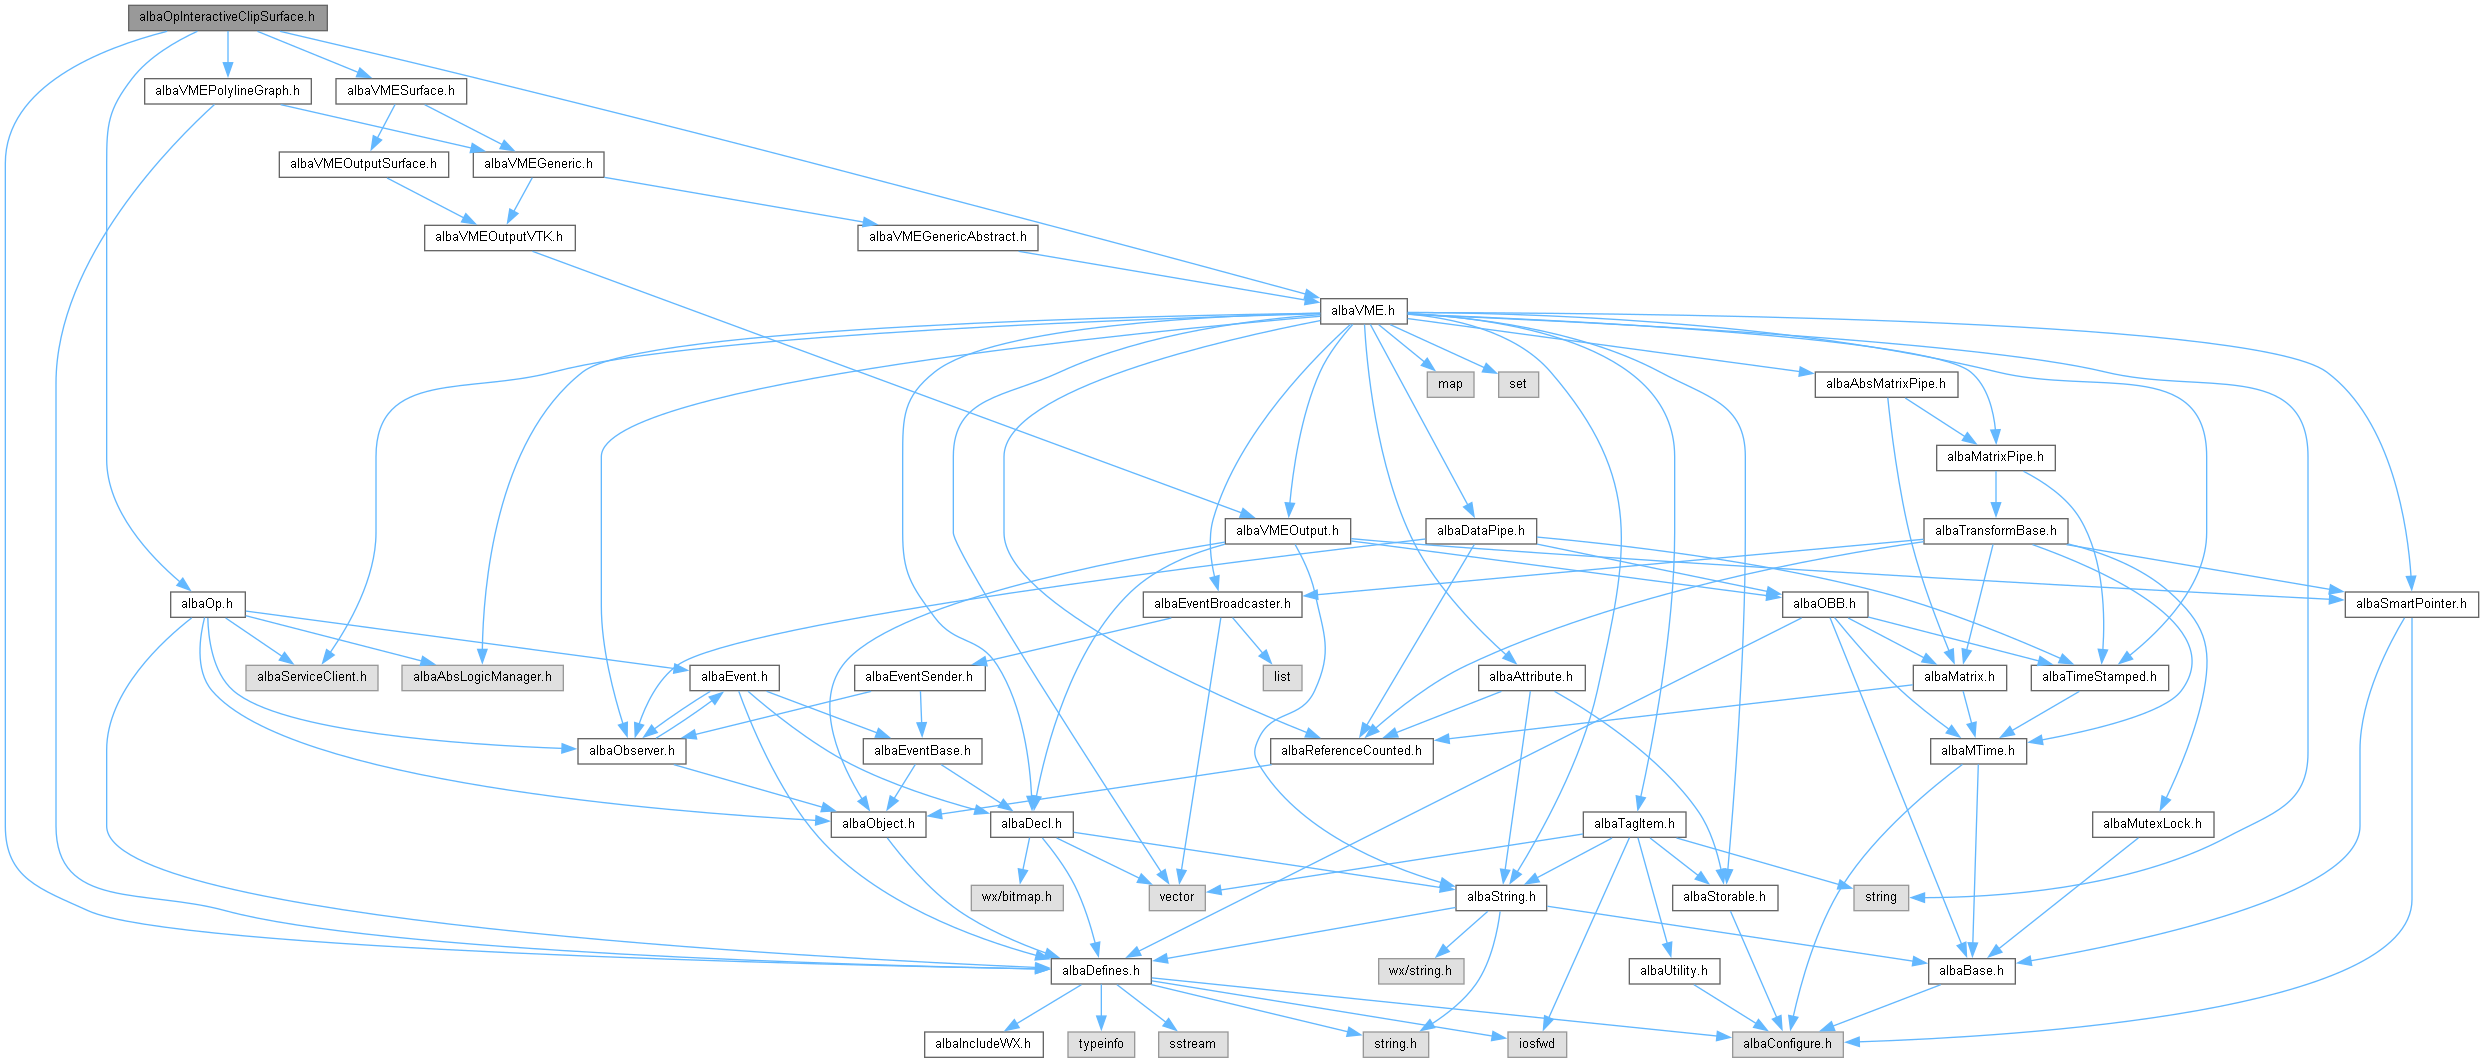 albaOpInteractiveClipSurface.h
albaVMEPolylineGraph.h
albaVMESurface.h
albaVMEOutputSurface.h
albaVMEGeneric.h
albaVMEOutputVTK.h
albaVMEGenericAbstract.h
albaVME.h
map
set
albaAbsMatrixPipe.h
albaMatrixPipe.h
albaVMEOutput.h
albaDataPipe.h
albaTransformBase.h
albaOp.h
albaEventBroadcaster.h
albaOBB.h
albaSmartPointer.h
albaServiceClient.h
albaAbsLogicManager.h
albaEvent.h
albaEventSender.h
list
albaAttribute.h
albaMatrix.h
albaTimeStamped.h
albaObserver.h
albaEventBase.h
albaReferenceCounted.h
albaMTime.h
albaObject.h
albaDecl.h
albaTagItem.h
albaMutexLock.h
wx/bitmap.h
vector
albaString.h
albaStorable.h
string
albaDefines.h
wx/string.h
albaUtility.h
albaBase.h
albaIncludeWX.h
typeinfo
sstream
string.h
iosfwd
albaConfigure.h